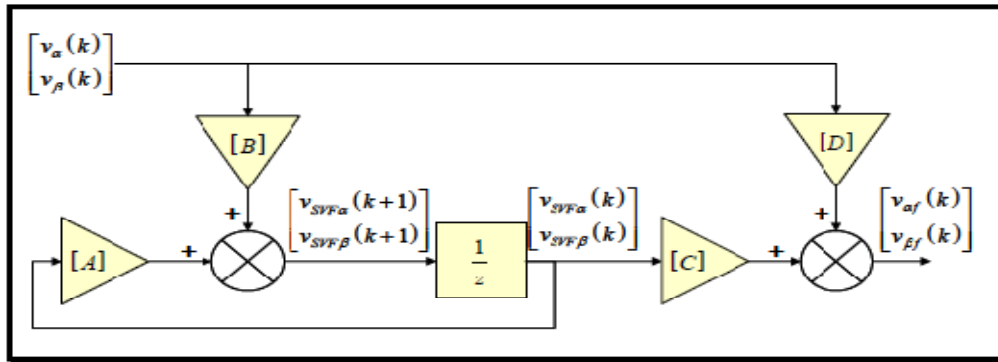 [v_α(k)]
[v_β(k)]
[B]
[D]
+
[v_SVFα(k+1)]
[v_SVFβ(k+1)]
[v_SVFα(k)]
[v_SVFβ(k)]
+
[v_αf(k)]
[v_βf(k)]
[A]
+
1
z
[C]
+